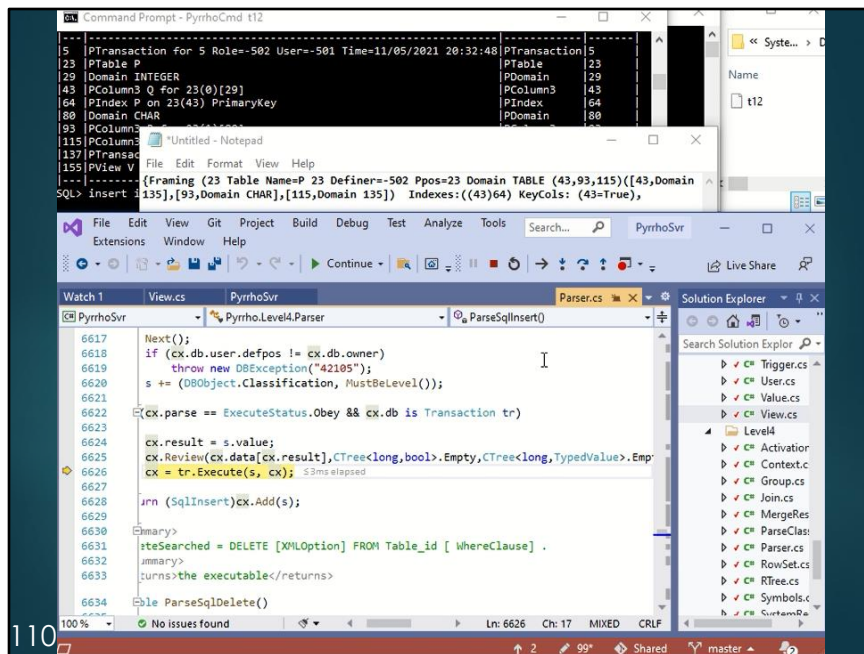 Command Prompt - PyrrhoCmd t12
5 |PTransaction for 5 Role=-502 User=-501 Time=11/05/2021 20:32:48|PTransaction|5
23 |PTable P |PTable |23
29 |Domain INTEGER |PDomain |29
43 |PColumn3 Q for 23(0)[29] |PColumn3 |43
64 |PIndex P on 23(43) PrimaryKey |PIndex |64
80 |Domain CHAR |PDomain |80
93
115|PColumn3
137|PTransac
155|PView V
SQL> insert i
« Syste... >
Name
t12
*Untitled - Notepad
File Edit Format View Help
{Framing (23 Table Name=P 23 Definer=-502 Ppos=23 Domain TABLE (43,93,115)([43,Domain
135],[93,Domain CHAR],[115,Domain 135]) Indexes:((43)64) KeyCols: (43=True),
File Edit View Git Project Build Debug Test Analyze Tools Search... PyrrhoSvr
Extensions Window Help
Continue Live Share
Watch 1 View.cs PyrrhoSvr Parser.cs Solution Explorer
C# PyrrhoSvr Pyrrho.Level4.Parser ParseSqlInsert()
Search Solution Explor
6617 Next();
6618 if (cx.db.user.defpos != cx.db.owner)
6619 throw new DBException("42105");
6620 s += (DBObject.Classification, MustBeLevel());
6621
6622 (cx.parse == ExecuteStatus.Obey && cx.db is Transaction tr)
6623
6624 cx.result = s.value;
6625 cx.Review(cx.data[cx.result],CTree<long,bool>.Empty,CTree<long,TypedValue>.Emp
6626 cx = tr.Execute(s, cx); ≤3ms elapsed
6627
6628 urn (SqlInsert)cx.Add(s);
6629
6630 mmary>
6631 eteSearched = DELETE [XMLOption] FROM Table_id [ WhereClause] .
6632 ummary>
6633 turns>the executable</returns>
6634 ble ParseSqlDelete()
C# Trigger.cs
C# User.cs
C# Value.cs
C# View.cs
Level4
C# Activation
C# Context.c
C# Group.cs
C# Join.cs
C# MergeRes
C# ParseClas
C# Parser.cs
C# RowSet.cs
C# RTree.cs
C# Symbols.c
100 % No issues found Ln: 6626 Ch: 17 MIXED CRLF
110
2 99* Shared master 2